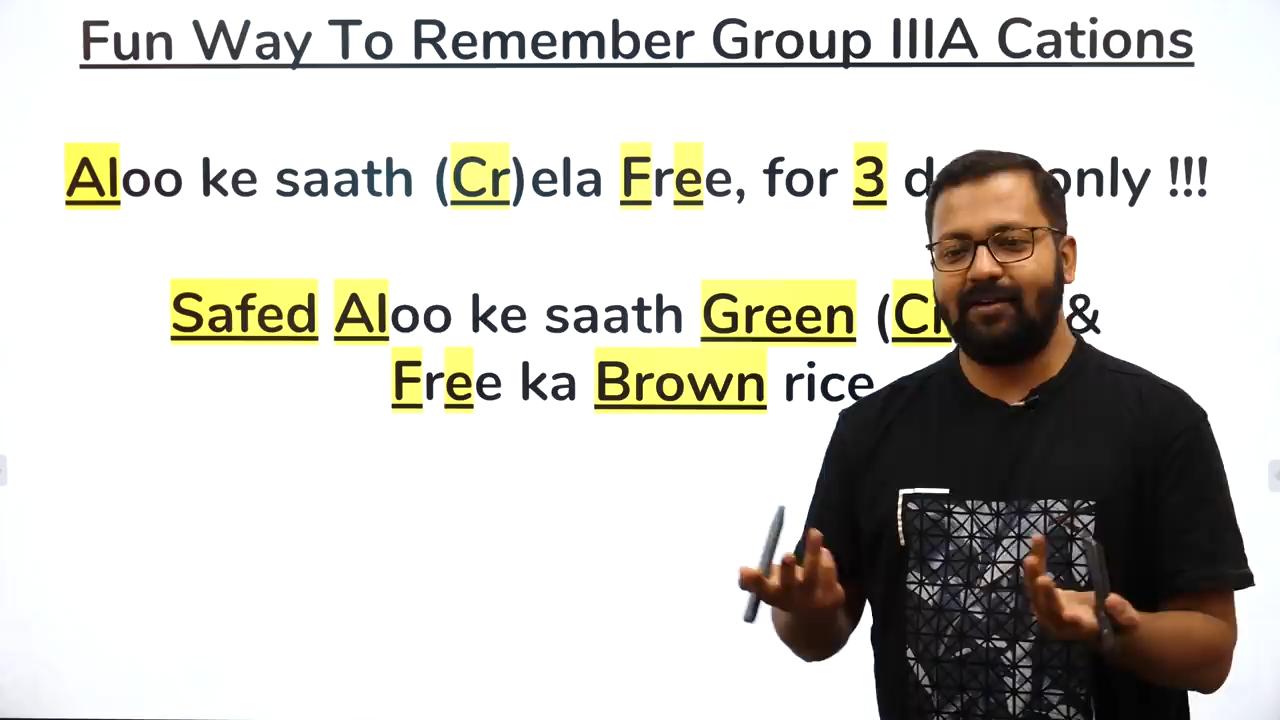 Fun Way To Remember Group IIIA Cations
Aloo ke saath (Cr)ela Free, for 3 only !!!
Safed Aloo ke saath Green &
Free ka Brown rice